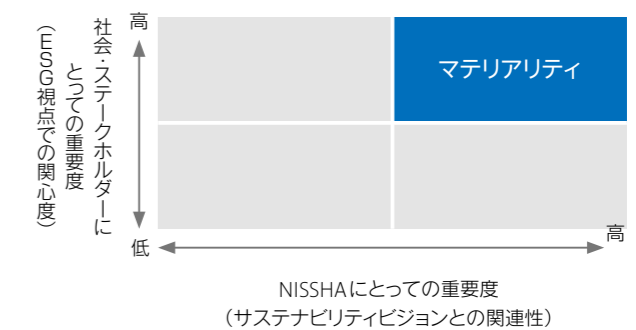 社会・ステークホルダーに
とっての重要度
（ESG視点での関心度）
高
マテリアリティ
低
高
NISSHAにとっての重要度
（サステナビリティビジョンとの関連性）